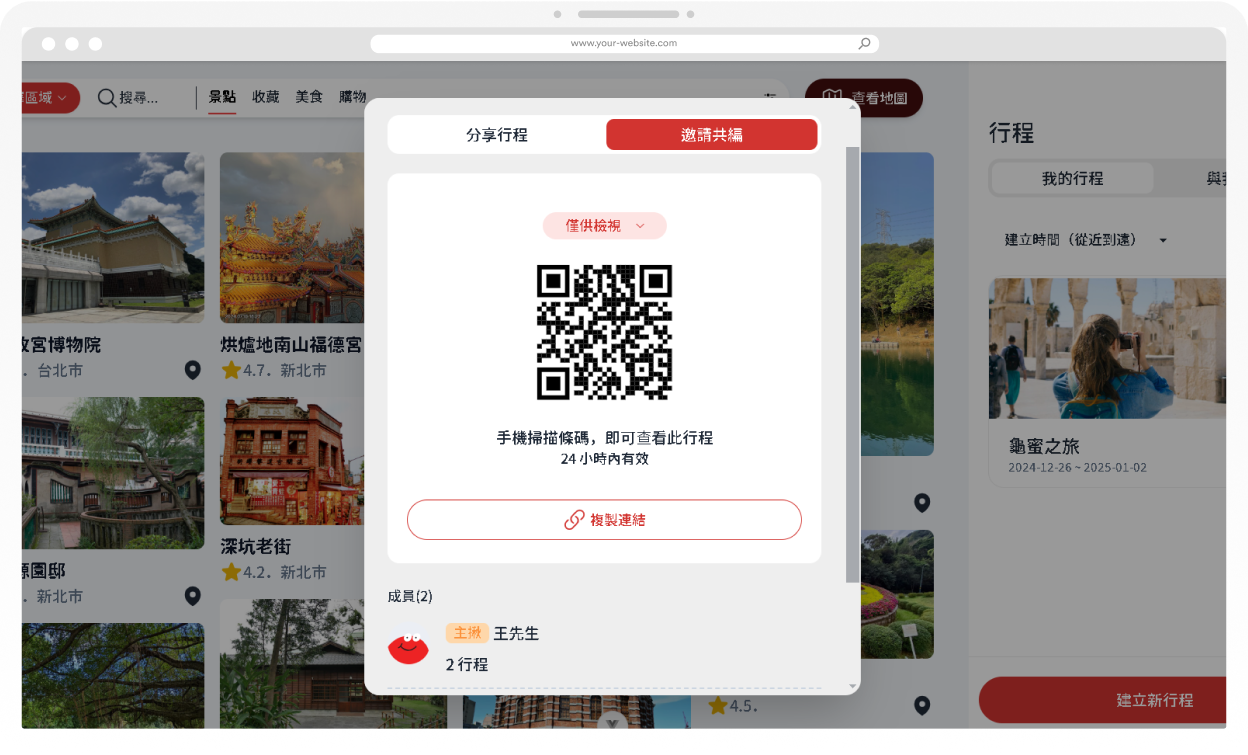 www.your-website.com
區域
搜尋...
景點
收藏
美食
購物
查看地圖
分享行程
邀請共編
僅供檢視
手機掃描條碼，即可查看此行程
24 小時內有效
複製連結
成員(2)
主揪 王先生
2 行程
宮博物院
. 台北市
烘爐地南山福德宮
4.7. 新北市
園邸
. 新北市
深坑老街
4.2. 新北市
4.5.
行程
我的行程
與
建立時間（從近到遠）
龜蜜之旅
2024-12-26 ~ 2025-01-02
建立新行程